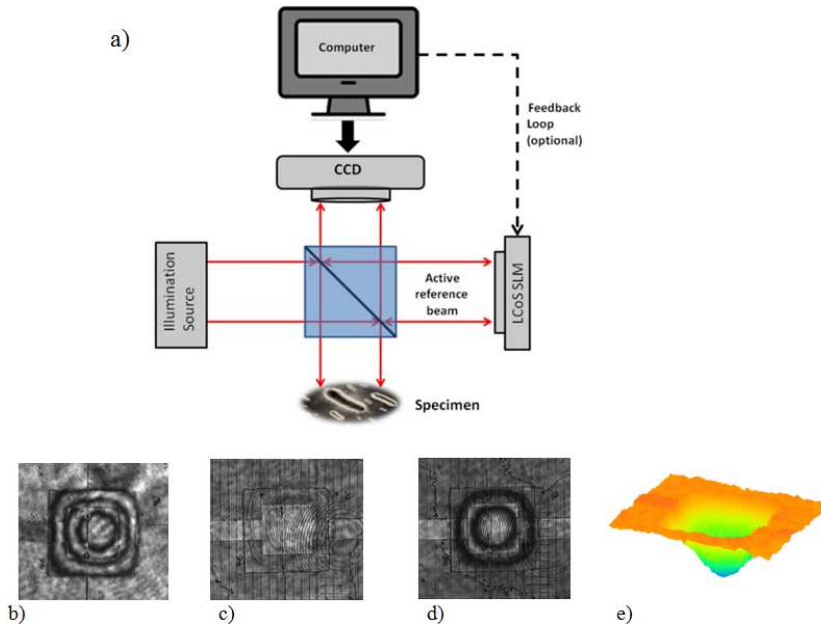 a)
Computer
Feedback
Loop
(optional)
CCD
Illumination
Source
Active
reference
beam
LCoS SLM
Specimen
b)
c)
d)
e)